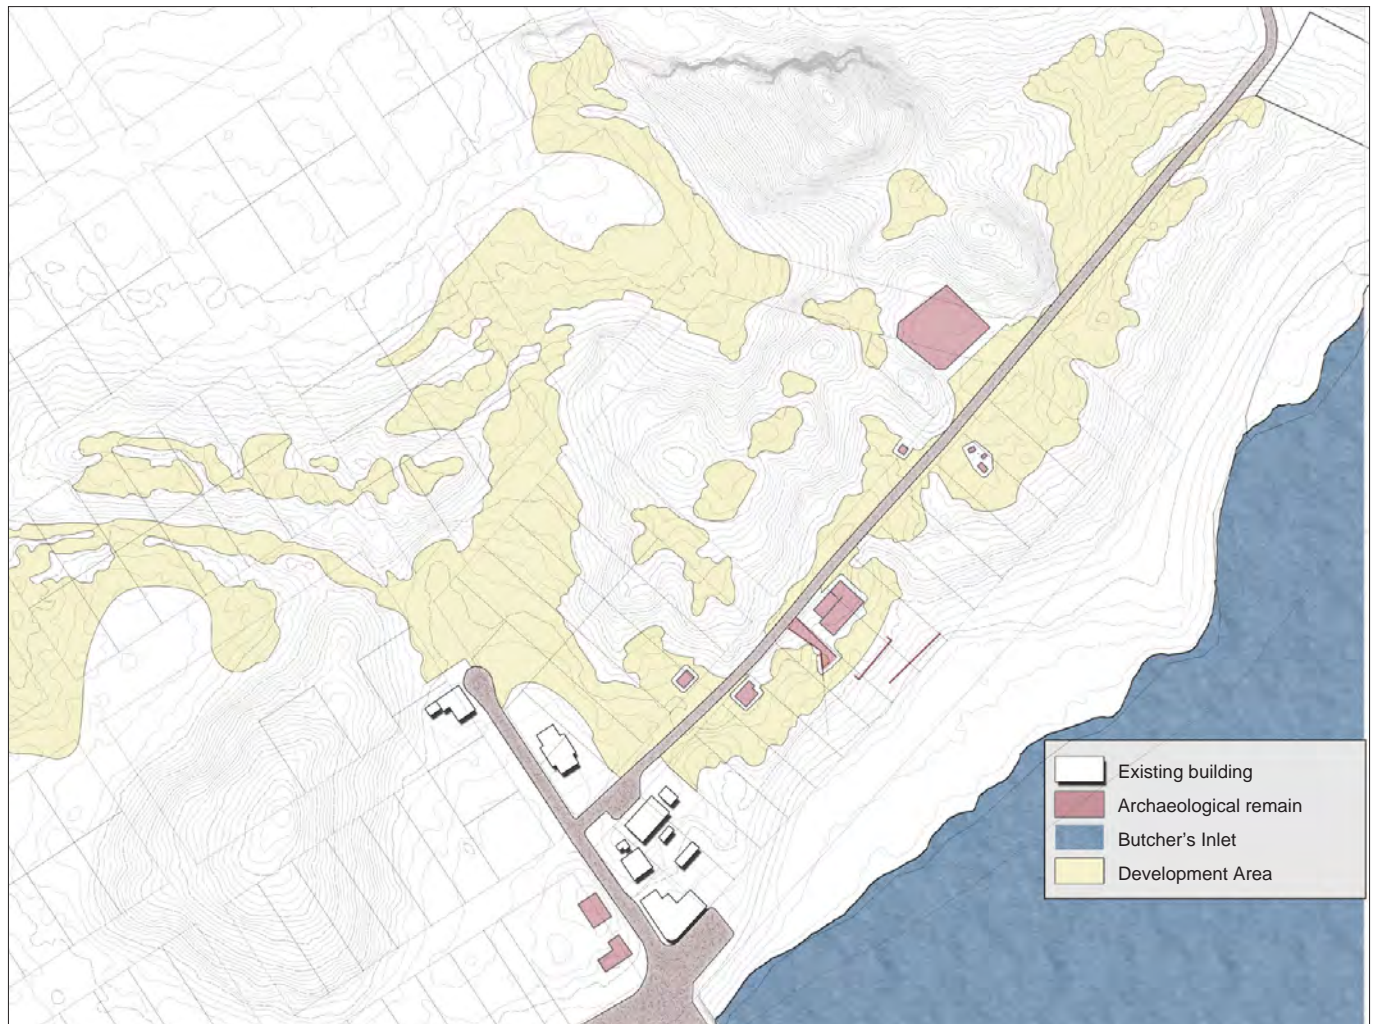 Existing building
Archaeological remain
Butcher's Inlet
Development Area